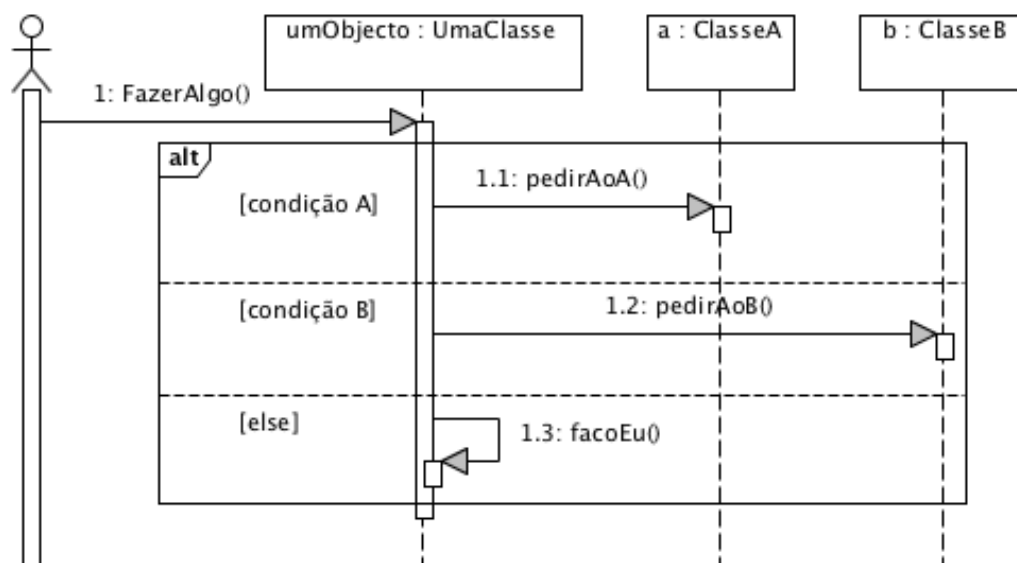 umObjecto : UmaClasse
a : ClasseA
b : ClasseB
1: FazerAlgo()
alt
1.1: pedirAoA()
[condição A]
1.2: pedirAoB()
[condição B]
[else]
1.3: facoEu()